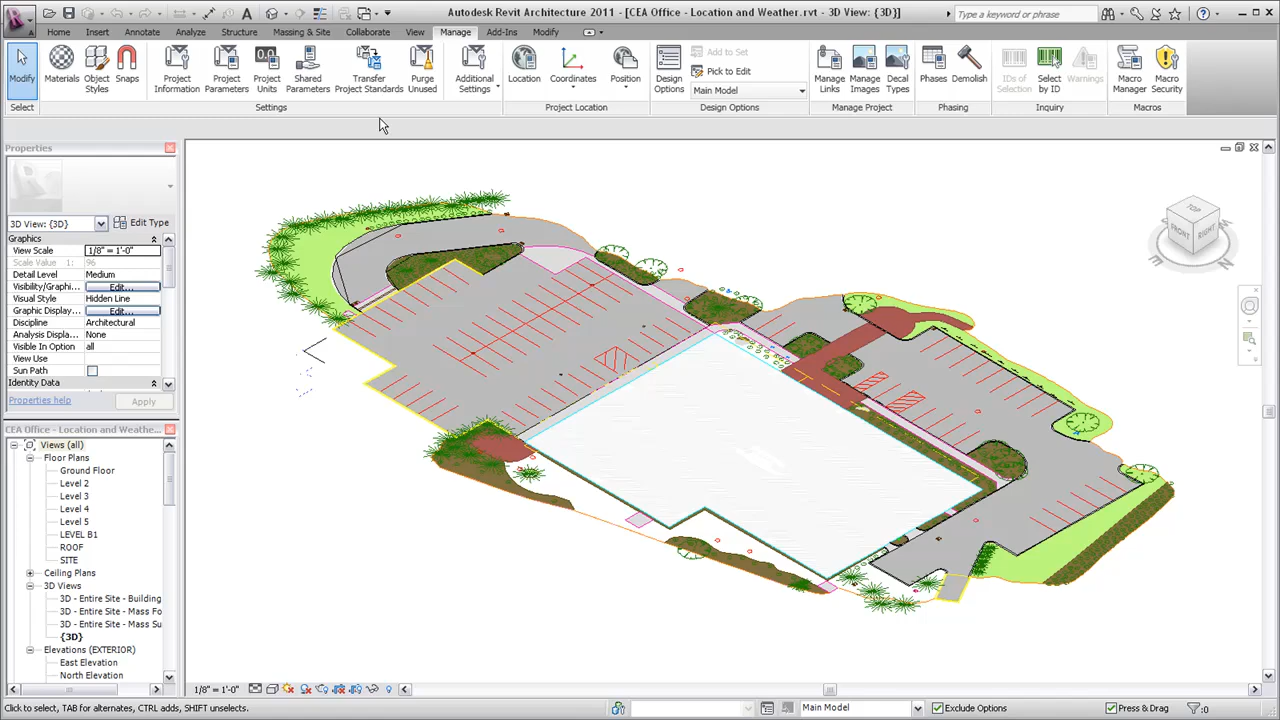 Autodesk Revit Architecture 2011 - [CEA Office - Location and Weather.rvt - 3D View: {3D}]
Type a keyword or phrase
Home Insert Annotate Analyze Structure Massing & Site Collaborate View Manage Add-Ins Modify
Modify
Materials
Object Styles
Snaps
Project Information
Project Parameters
Project Units
Shared Parameters
Transfer Project Standards
Purge Unused
Additional Settings
Location
Coordinates
Position
Design Options
Add to Set
Pick to Edit
Main Model
Manage Links
Manage Images
Decal Types
Phases
Demolish
IDs of Selection
Select by ID
Warnings
Macro Manager
Macro Security
Select Settings Project Location Design Options Manage Project Phasing Inquiry Macros
Properties
3D View: {3D} Edit Type
Graphics
View Scale 1/8" = 1'-0"
Scale Value 1: 96
Detail Level Medium
Visibility/Graphi... Edit...
Visual Style Hidden Line
Graphic Display... Edit...
Discipline Architectural
Analysis Displa... None
Visible In Option all
View Use
Sun Path
Identity Data
Properties help Apply
CEA Office - Location and Weathe...
Views (all)
Floor Plans
Ground Floor
Level 2
Level 3
Level 4
Level 5
LEVEL B1
ROOF
SITE
Ceiling Plans
3D Views
3D - Entire Site - Building
3D - Entire Site - Mass Fo
3D - Entire Site - Mass Su
{3D}
Elevations (EXTERIOR)
East Elevation
North Elevation
TOP
FRONT RIGHT
1/8" = 1'-0"
Click to select, TAB for alternates, CTRL adds, SHIFT unselects. :0 Main Model Exclude Options Press & Drag :0